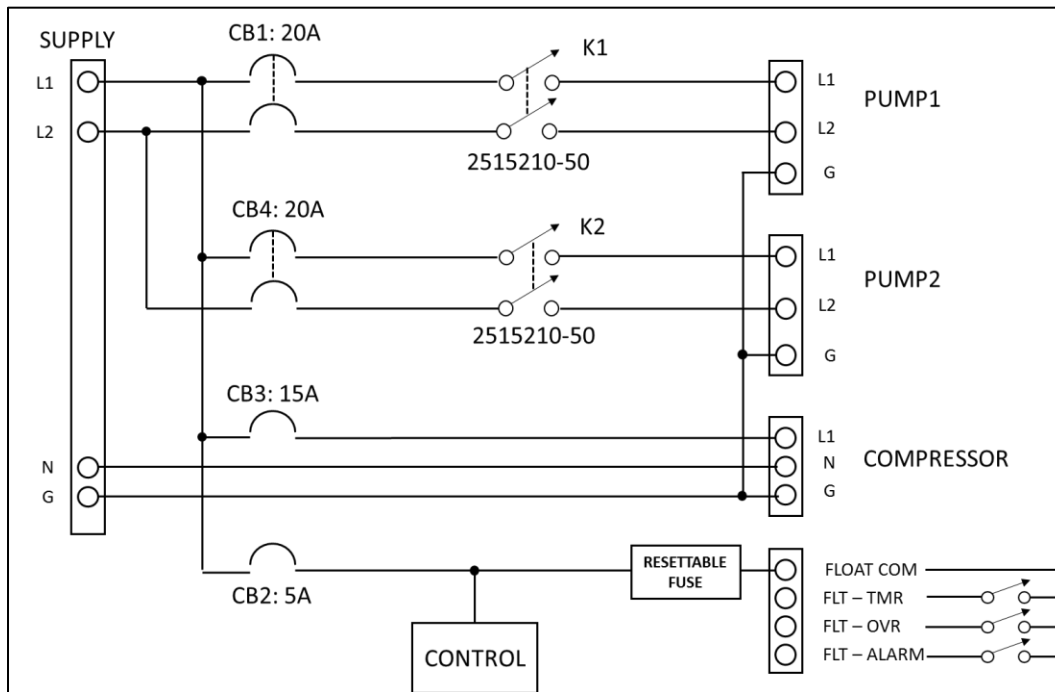 SUPPLY
CB1: 20A
K1
L1
L1
PUMP1
L2
L2
2515210-50
G
CB4: 20A
K2
L1
PUMP2
L2
2515210-50
G
CB3: 15A
L1
N
N
COMPRESSOR
G
G
RESETTABLE
FUSE
FLOAT COM
CB2: 5A
FLT – TMR
FLT – OVR
CONTROL
FLT – ALARM